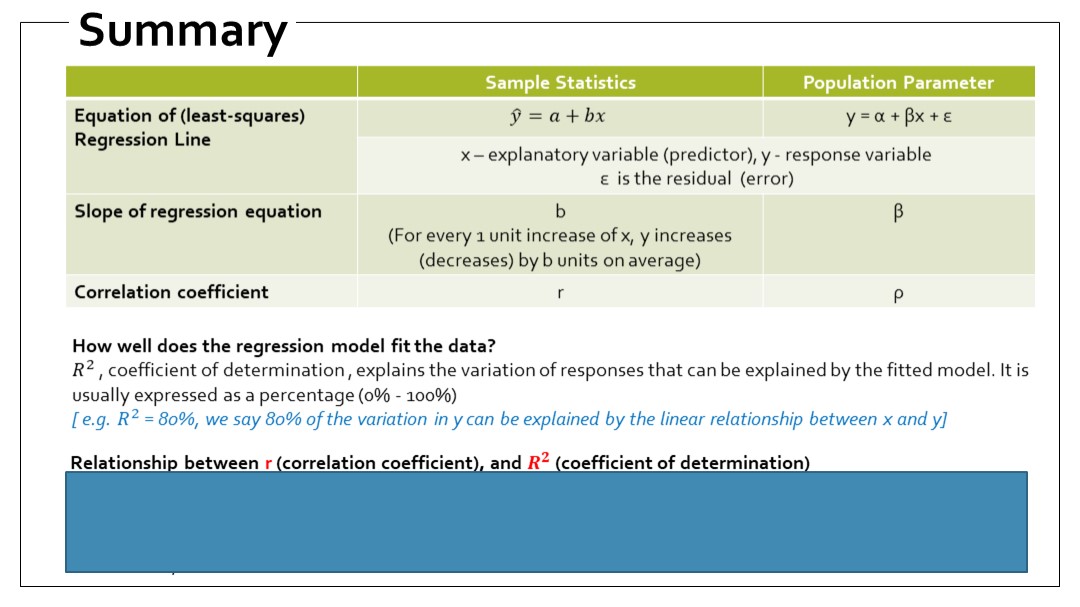 Summary
Sample Statistics
Population Parameter
Equation of (least-squares)
Regression Line
ŷ = a + bx
y = α + βx + ε
x – explanatory variable (predictor), y - response variable
ε is the residual (error)
Slope of regression equation
b
(For every 1 unit increase of x, y increases
(decreases) by b units on average)
β
Correlation coefficient
r
ρ
How well does the regression model fit the data?
R² , coefficient of determination , explains the variation of responses that can be explained by the fitted model. It is
usually expressed as a percentage (0% - 100%)
[ e.g. R² = 80%, we say 80% of the variation in y can be explained by the linear relationship between x and y]
Relationship between r (correlation coefficient), and R² (coefficient of determination)